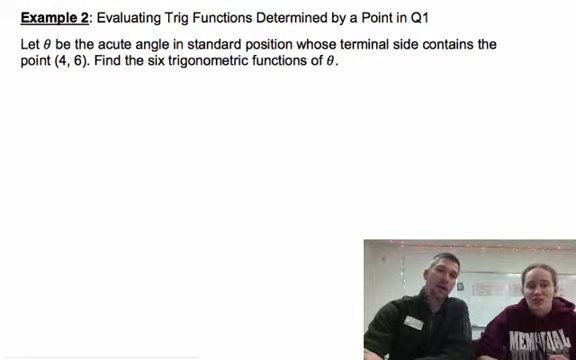 Example 2: Evaluating Trig Functions Determined by a Point in Q1
Let θ be the acute angle in standard position whose terminal side contains the
point (4, 6). Find the six trigonometric functions of θ.
MEMORIAL